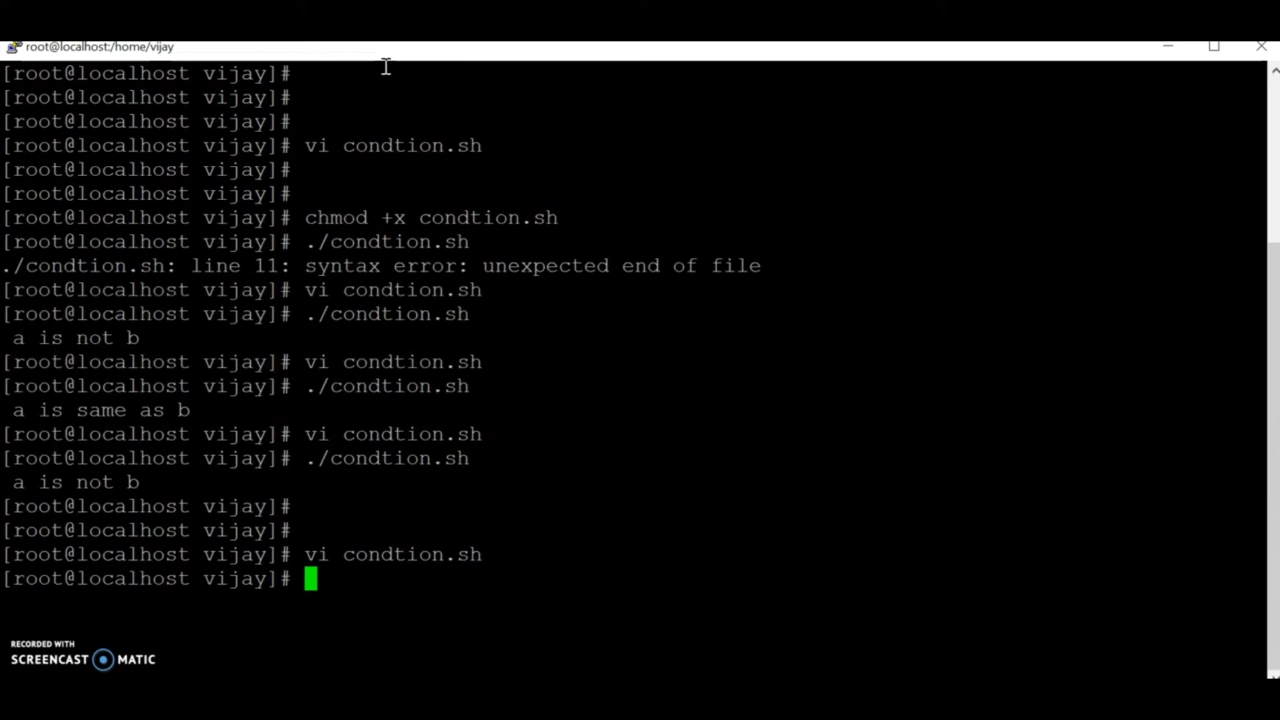 root@localhost:/home/vijay
[root@localhost vijay]#
[root@localhost vijay]#
[root@localhost vijay]#
[root@localhost vijay]# vi condtion.sh
[root@localhost vijay]#
[root@localhost vijay]#
[root@localhost vijay]# chmod +x condtion.sh
[root@localhost vijay]# ./condtion.sh
./condtion.sh: line 11: syntax error: unexpected end of file
[root@localhost vijay]# vi condtion.sh
[root@localhost vijay]# ./condtion.sh
a is not b
[root@localhost vijay]# vi condtion.sh
[root@localhost vijay]# ./condtion.sh
a is same as b
[root@localhost vijay]# vi condtion.sh
[root@localhost vijay]# ./condtion.sh
a is not b
[root@localhost vijay]#
[root@localhost vijay]#
[root@localhost vijay]# vi condtion.sh
[root@localhost vijay]#
RECORDED WITH
SCREENCAST MATIC